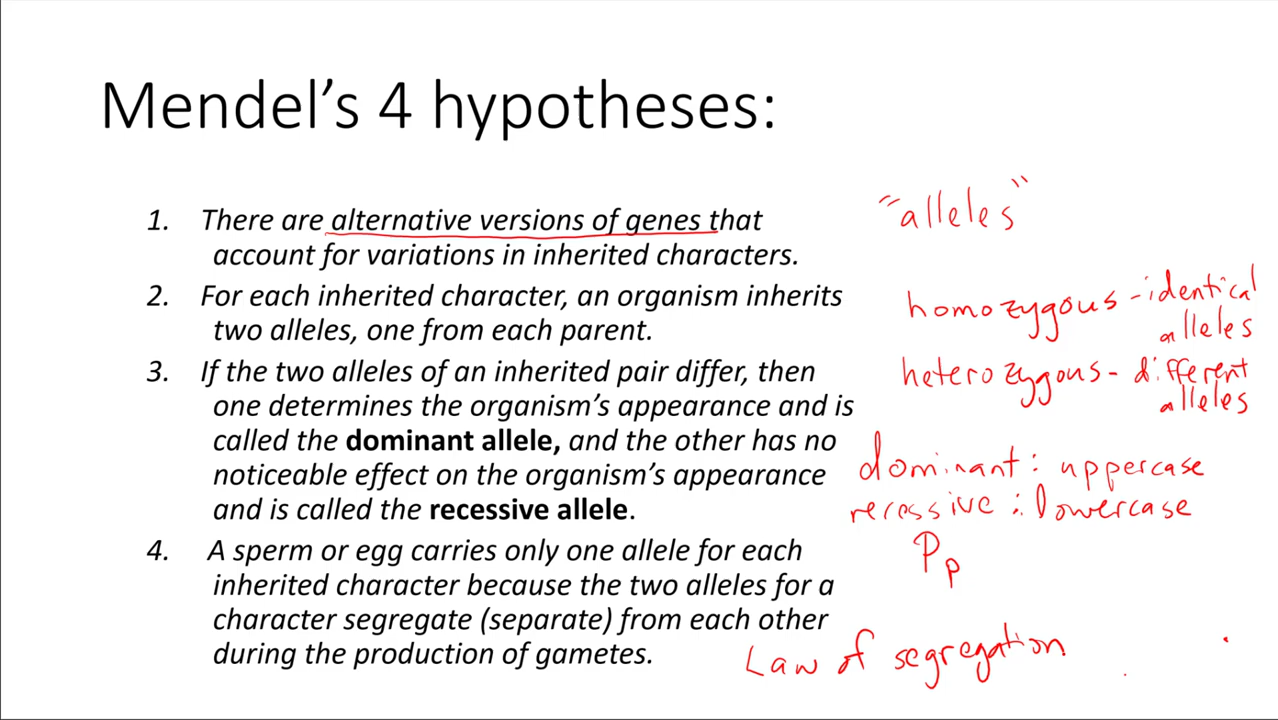 Mendel's 4 hypotheses:
1. There are alternative versions of genes that
account for variations in inherited characters.
2. For each inherited character, an organism inherits
two alleles, one from each parent.
3. If the two alleles of an inherited pair differ, then
one determines the organism's appearance and is
called the dominant allele, and the other has no
noticeable effect on the organism's appearance
and is called the recessive allele.
4. A sperm or egg carries only one allele for each
inherited character because the two alleles for a
character segregate (separate) from each other
during the production of gametes.
"alleles"
homozygous - identical
alleles
heterozygous - different
alleles
dominant: uppercase
recessive: lowercase
Pp
Law of segregation